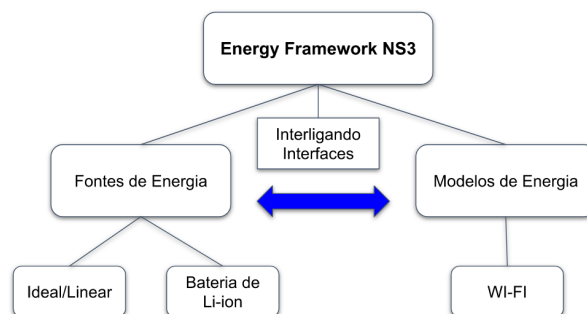 Energy Framework NS3
Interligando
Interfaces
Fontes de Energia
Modelos de Energia
Ideal/Linear
Bateria de
Li-ion
WI-FI